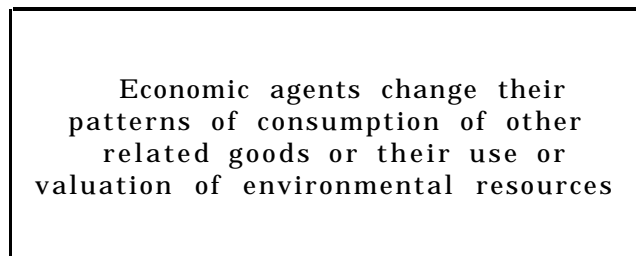 Economic agents change their
patterns of consumption of other
related goods or their use or
valuation of environmental resources